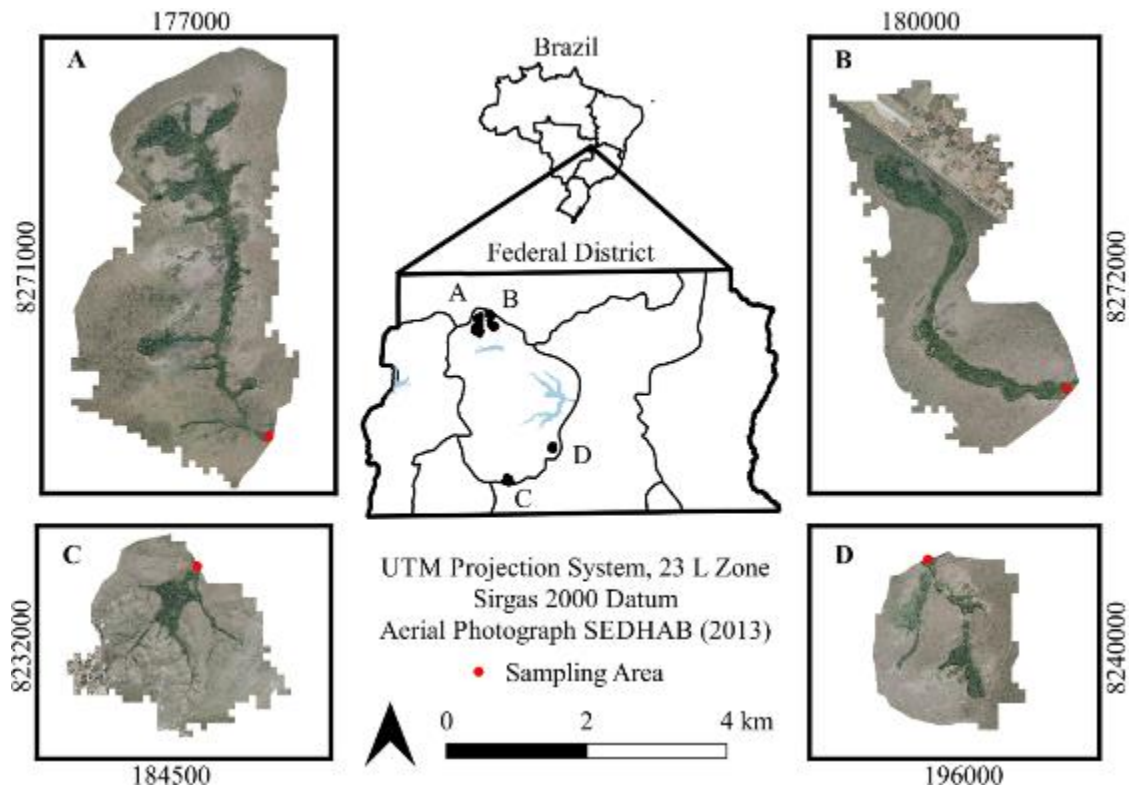 177000
180000
A
Brazil
B
8271000
8272000
Federal District
A
B
D
C
C
D
8232000
8240000
UTM Projection System, 23 L Zone
Sirgas 2000 Datum
Aerial Photograph SEDHAB (2013)
Sampling Area
0 2 4 km
184500
196000